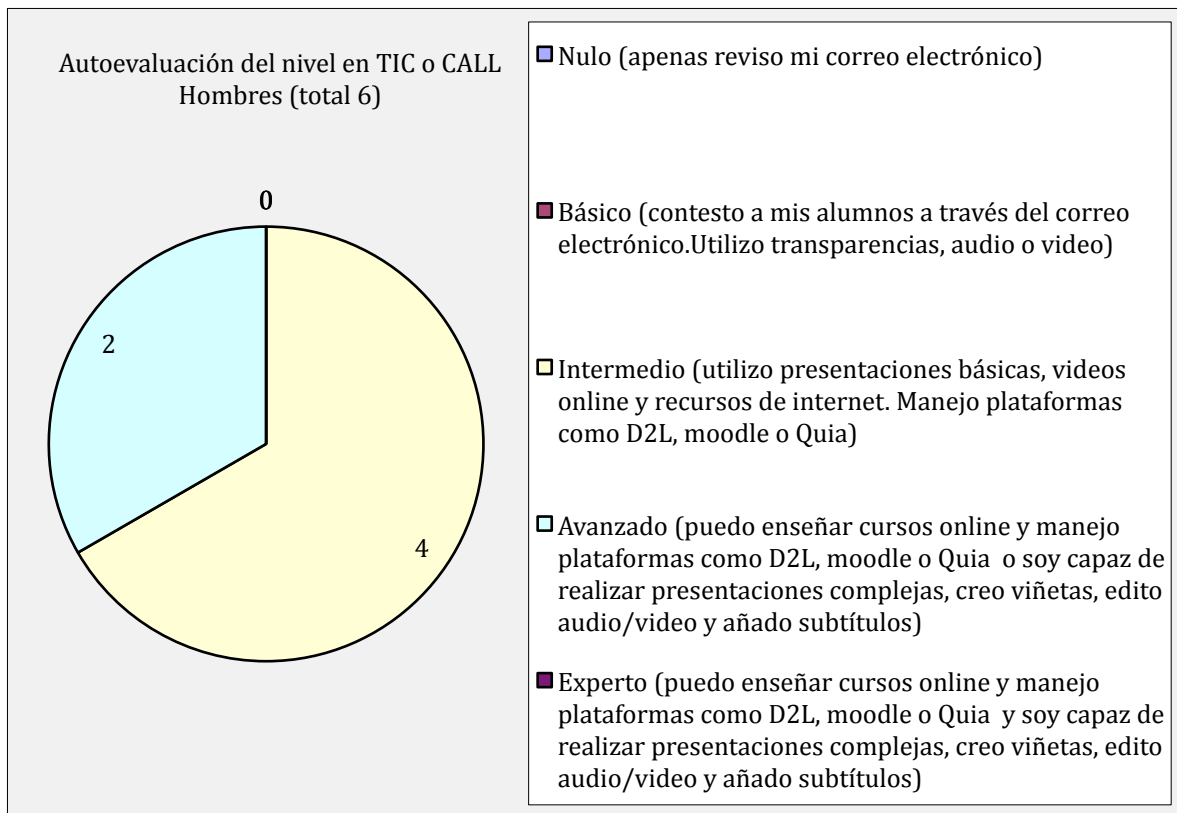 Autoevaluación del nivel en TIC o CALL
Hombres (total 6)
0
2
4
Nulo (apenas reviso mi correo electrónico)
Básico (contesto a mis alumnos a través del correo
electrónico.Utilizo transparencias, audio o video)
Intermedio (utilizo presentaciones básicas, videos
online y recursos de internet. Manejo plataformas
como D2L, moodle o Quia)
Avanzado (puedo enseñar cursos online y manejo
plataformas como D2L, moodle o Quia  o soy capaz de
realizar presentaciones complejas, creo viñetas, edito
audio/video y añado subtítulos)
Experto (puedo enseñar cursos online y manejo
plataformas como D2L, moodle o Quia  y soy capaz de
realizar presentaciones complejas, creo viñetas, edito
audio/video y añado subtítulos)